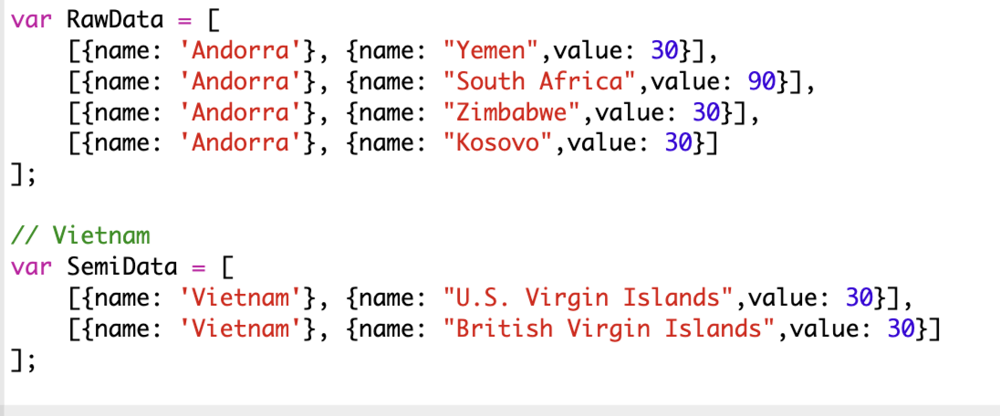 var RawData = [
    [{name: 'Andorra'}, {name: "Yemen",value: 30}],
    [{name: 'Andorra'}, {name: "South Africa",value: 90}],
    [{name: 'Andorra'}, {name: "Zimbabwe",value: 30}],
    [{name: 'Andorra'}, {name: "Kosovo",value: 30}]
];

// Vietnam
var SemiData = [
    [{name: 'Vietnam'}, {name: "U.S. Virgin Islands",value: 30}],
    [{name: 'Vietnam'}, {name: "British Virgin Islands",value: 30}]
];